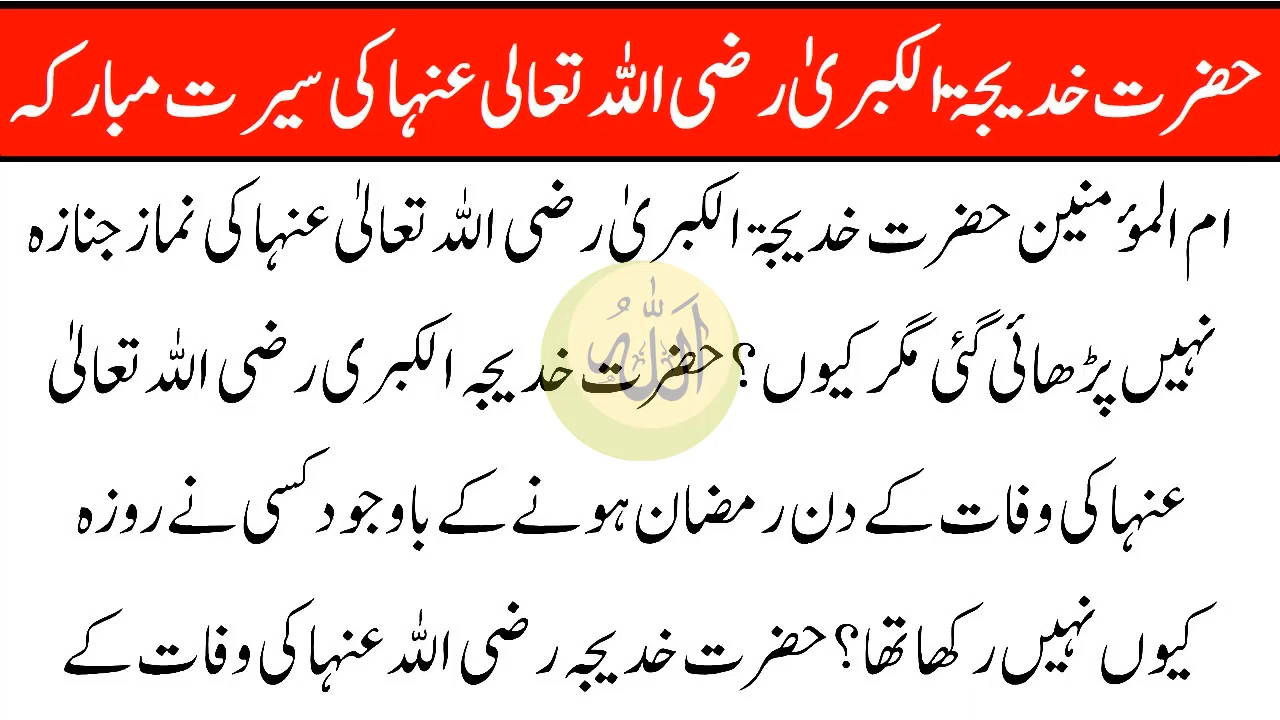 حضرت خدیجۃ الکبریٰ رضی اللہ تعالی عنہا کی سیرت مبارکہ
ام المؤمنین حضرت خدیجۃ الکبریٰ رضی اللہ تعالیٰ عنہا کی نماز جنازہ
نہیں پڑھائی گئی مگر کیوں؟ حضرت خدیجہ الکبری رضی اللہ تعالیٰ
عنہا کی وفات کے دن رمضان ہونے کے باوجود کسی نے روزہ
کیوں نہیں رکھا تھا؟ حضرت خدیجہ رضی اللہ عنہا کی وفات کے
اَللّٰهُ